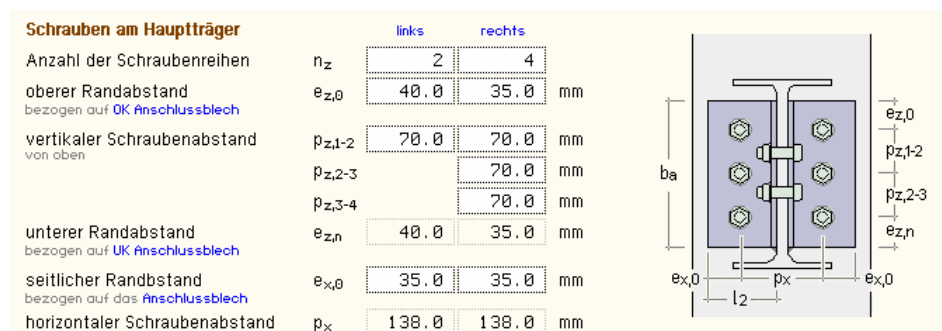 Schrauben am Hauptträger links rechts
Anzahl der Schraubenreihen nz 2 4
oberer Randabstand ez,0 40.0 35.0 mm
bezogen auf OK Anschlussblech
vertikaler Schraubenabstand pz,1-2 70.0 70.0 mm
von oben
pz,2-3 70.0 mm
pz,3-4 70.0 mm
unterer Randabstand ez,n 40.0 35.0 mm
bezogen auf UK Anschlussblech
seitlicher Randbstand ex,0 35.0 35.0 mm
bezogen auf das Anschlussblech
horizontaler Schraubenabstand px 138.0 138.0 mm
ez,0
pz,1-2
ba
pz,2-3
ez,n
ex,0 px ex,0
l2